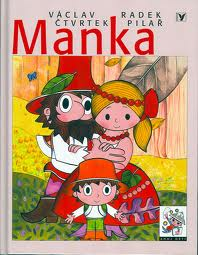 VÁCLAV RADEK
ČTVRTEK PILAŘ
Manka